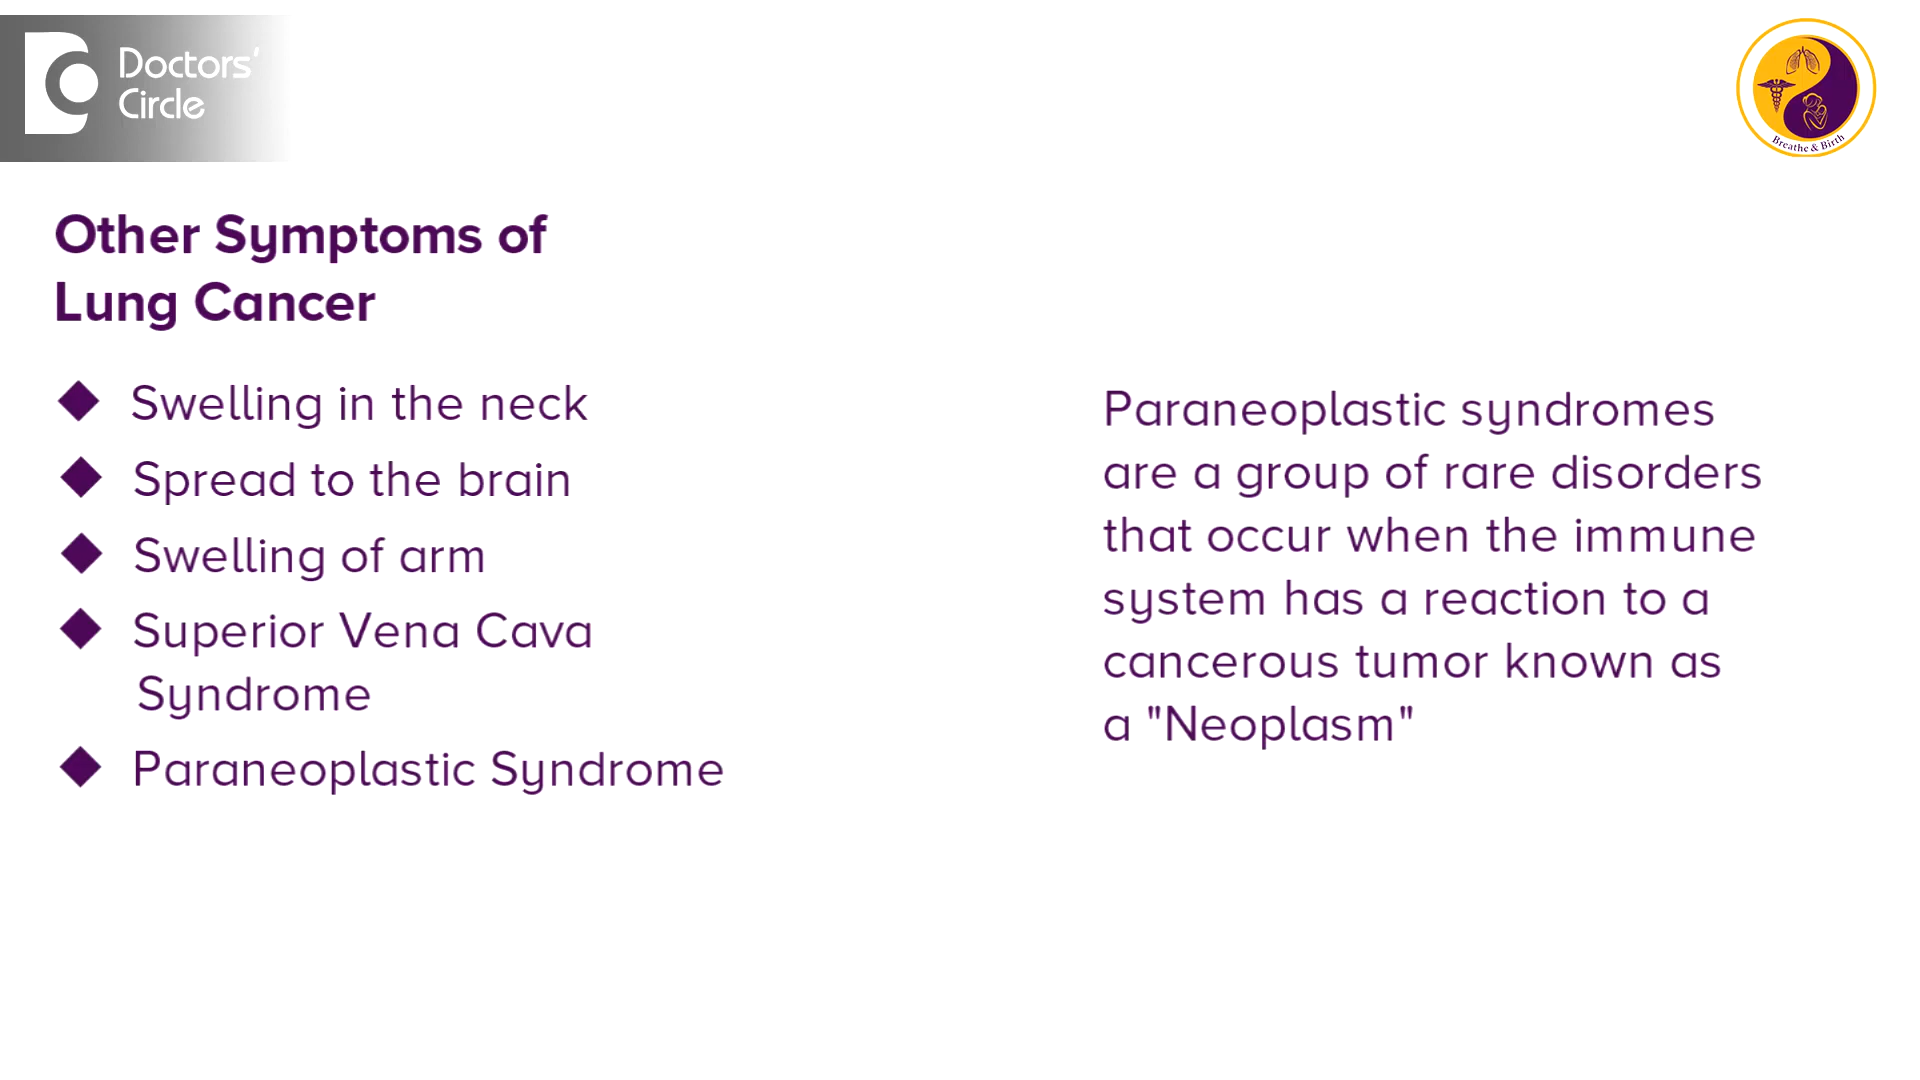 Doctors'
Circle
Breathe & Birth
Other Symptoms of
Lung Cancer
Swelling in the neck
Spread to the brain
Swelling of arm
Superior Vena Cava
Syndrome
Paraneoplastic Syndrome
Paraneoplastic syndromes
are a group of rare disorders
that occur when the immune
system has a reaction to a
cancerous tumor known as
a "Neoplasm"